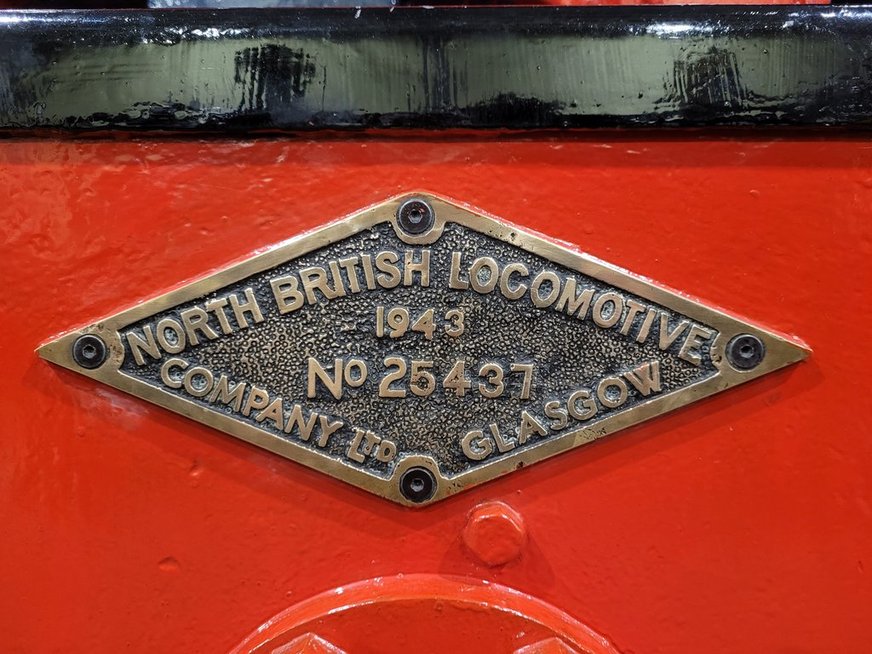 NORTH BRITISH LOCOMOTIVE
1943
No 25437
COMPANY LTD GLASGOW